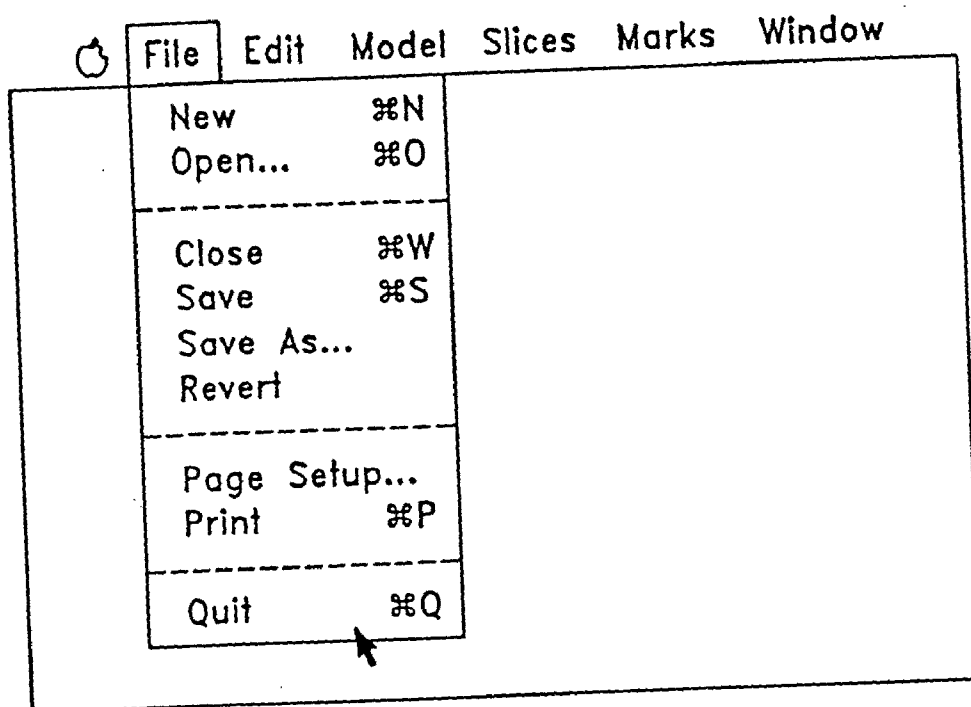 File Edit Model Slices Marks Window
New ⌘N
Open... ⌘O
Close ⌘W
Save ⌘S
Save As...
Revert
Page Setup...
Print ⌘P
Quit ⌘Q